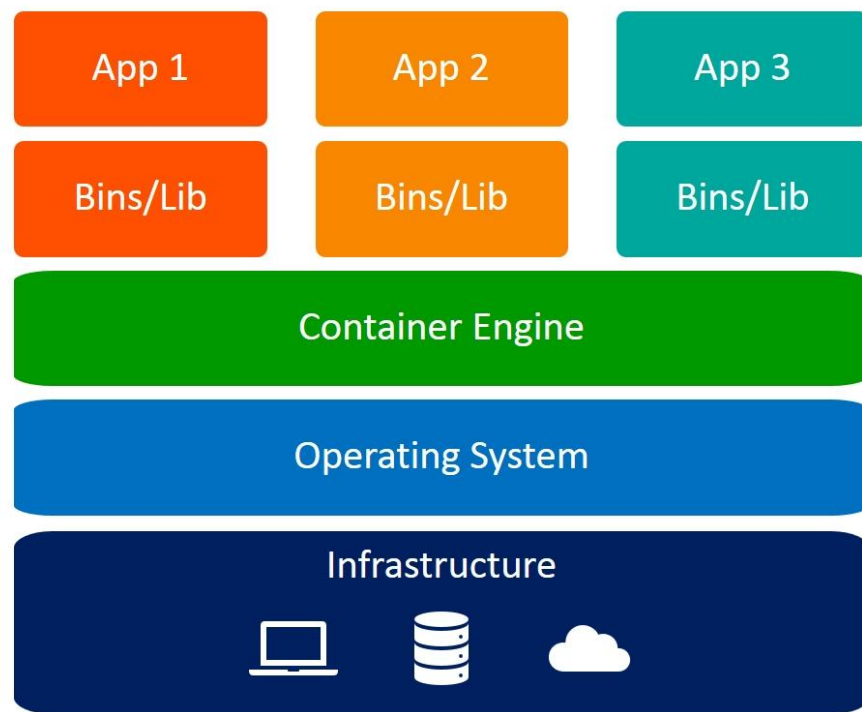 App 1
App 2
App 3
Bins/Lib
Bins/Lib
Bins/Lib
Container Engine
Operating System
Infrastructure